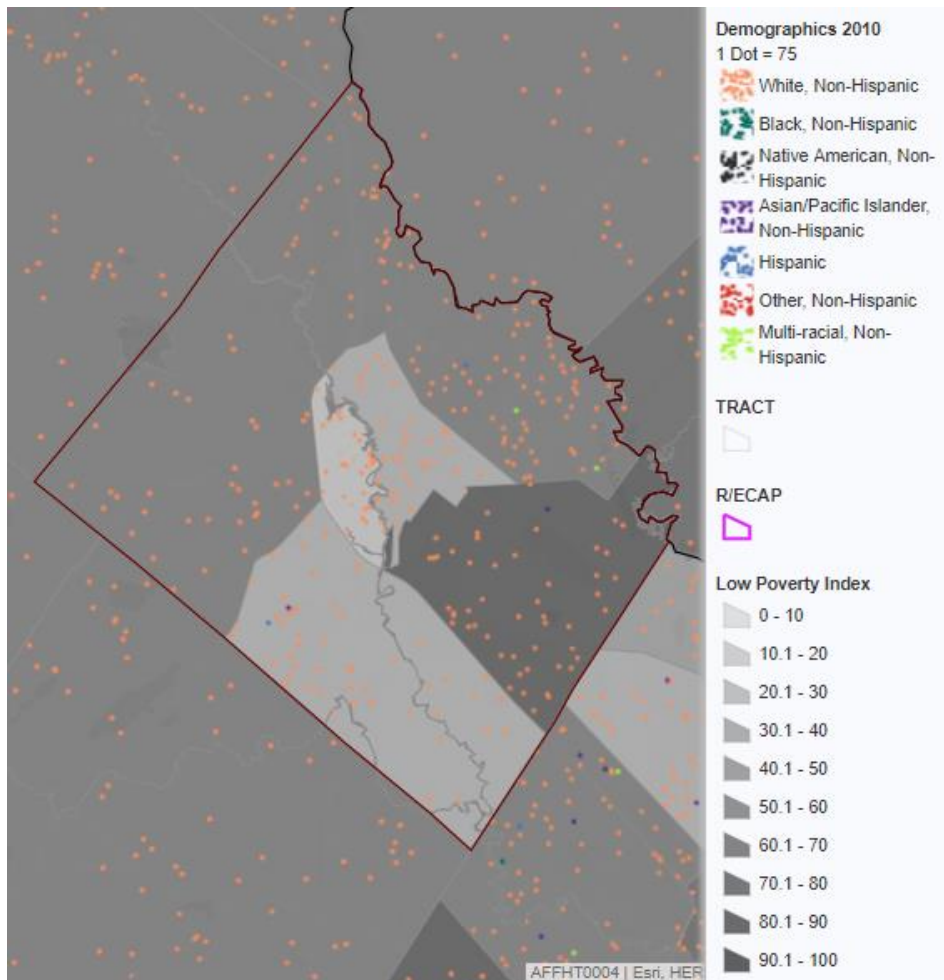 Demographics 2010
1 Dot = 75
White, Non-Hispanic
Black, Non-Hispanic
Native American, Non-
Hispanic
Asian/Pacific Islander,
Non-Hispanic
Hispanic
Other, Non-Hispanic
Multi-racial, Non-
Hispanic
TRACT
R/ECAP
Low Poverty Index
0 - 10
10.1 - 20
20.1 - 30
30.1 - 40
40.1 - 50
50.1 - 60
60.1 - 70
70.1 - 80
80.1 - 90
90.1 - 100
AFFHT0004 | Esri, HER